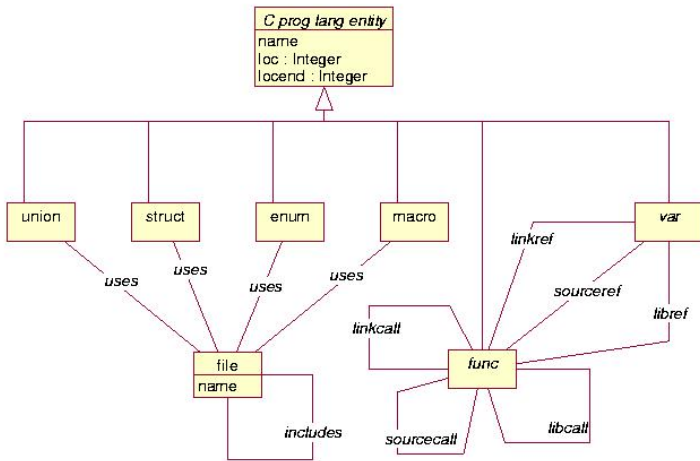 C prog lang entity
name
loc : Integer
locend : Integer
union
struct
enum
macro
var
linkref
uses
uses
uses
uses
sourceref
libref
linkcall
file
name
func
includes
sourcecall
libcall